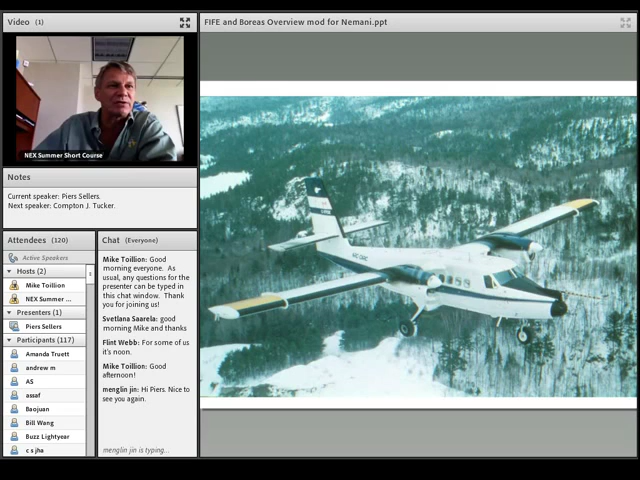 Video (1)
FIFE and Boreas Overview mod for Nemani.ppt
NEX Summer Short Course
Notes
Current speaker: Piers Sellers.
Next speaker: Compton J. Tucker.
Attendees (120)
Active Speakers
Hosts (2)
Mike Toillion
NEX Summer ...
Presenters (1)
Piers Sellers
Participants (117)
Amanda Truett
andrew m
AS
assaf
Baojuan
Bill Wang
Buzz Lightyear
c s jha
Chat (Everyone)
Mike Toillion: Good
morning everyone. As
usual, any questions for the
presenter can be typed in
this chat window. Thank
you for joining us!
Svetlana Saarela: good
morning Mike and thanks
Flint Webb: For some of us
it's noon.
Mike Toillion: Good
afternoon!
menglin jin: Hi Piers. Nice to
see you again.
menglin jin is typing...